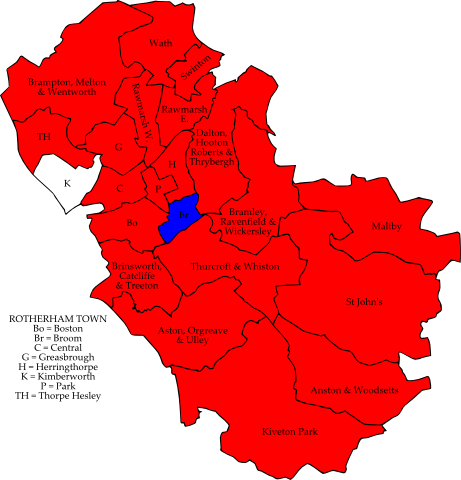 Wath
Swinton
Brampton, Melton
& Wentworth
Rawmarsh W.
Rawmarsh
E.
TH
G
Dalton,
Hooton
Roberts &
Thrybergh
H
K
C
P
Br
Bo
Bramley,
Ravenfield &
Wickersley
Maltby
Brinsworth,
Catcliffe
& Treeton
Thurcroft & Whiston
St John's
Aston, Orgreave
& Ulley
Anston & Woodsetts
Kiveton Park
ROTHERHAM TOWN
Bo = Boston
Br = Broom
C = Central
G = Greasbrough
H = Herringthorpe
K = Kimberworth
P = Park
TH = Thorpe Hesley